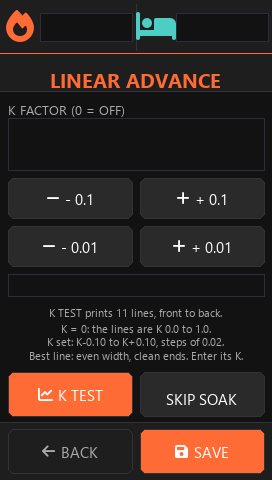 LINEAR ADVANCE
K FACTOR (0 = OFF)
- 0.1
+ 0.1
- 0.01
+ 0.01
K TEST prints 11 lines, front to back.
K = 0: the lines are K 0.0 to 1.0.
K set: K-0.10 to K+0.10, steps of 0.02.
Best line: even width, clean ends. Enter its K.
K TEST
SKIP SOAK
BACK
SAVE